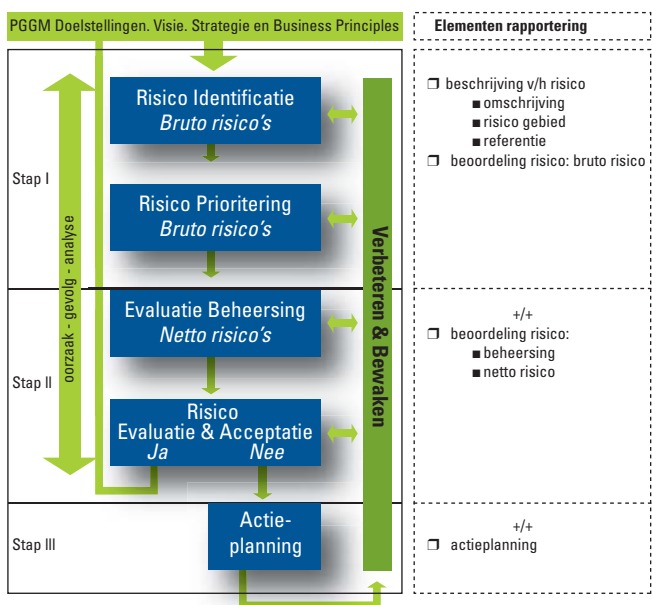 PGGM Doelstellingen. Visie. Strategie en Business Principles
Stap I
oorzaak - gevolg - analyse
Risico Identificatie
Bruto risico's
Risico Prioritering
Bruto risico's
Stap II
Evaluatie Beheersing
Netto risico's
Risico
Evaluatie & Acceptatie
Ja Nee
Stap III
Actie-
planning
Verbeteren & Bewaken
Elementen rapportering
❒ beschrijving v/h risico
■ omschrijving
■ risico gebied
■ referentie
❒ beoordeling risico: bruto risico
+/+
❒ beoordeling risico:
■ beheersing
■ netto risico
+/+
❒ actieplanning